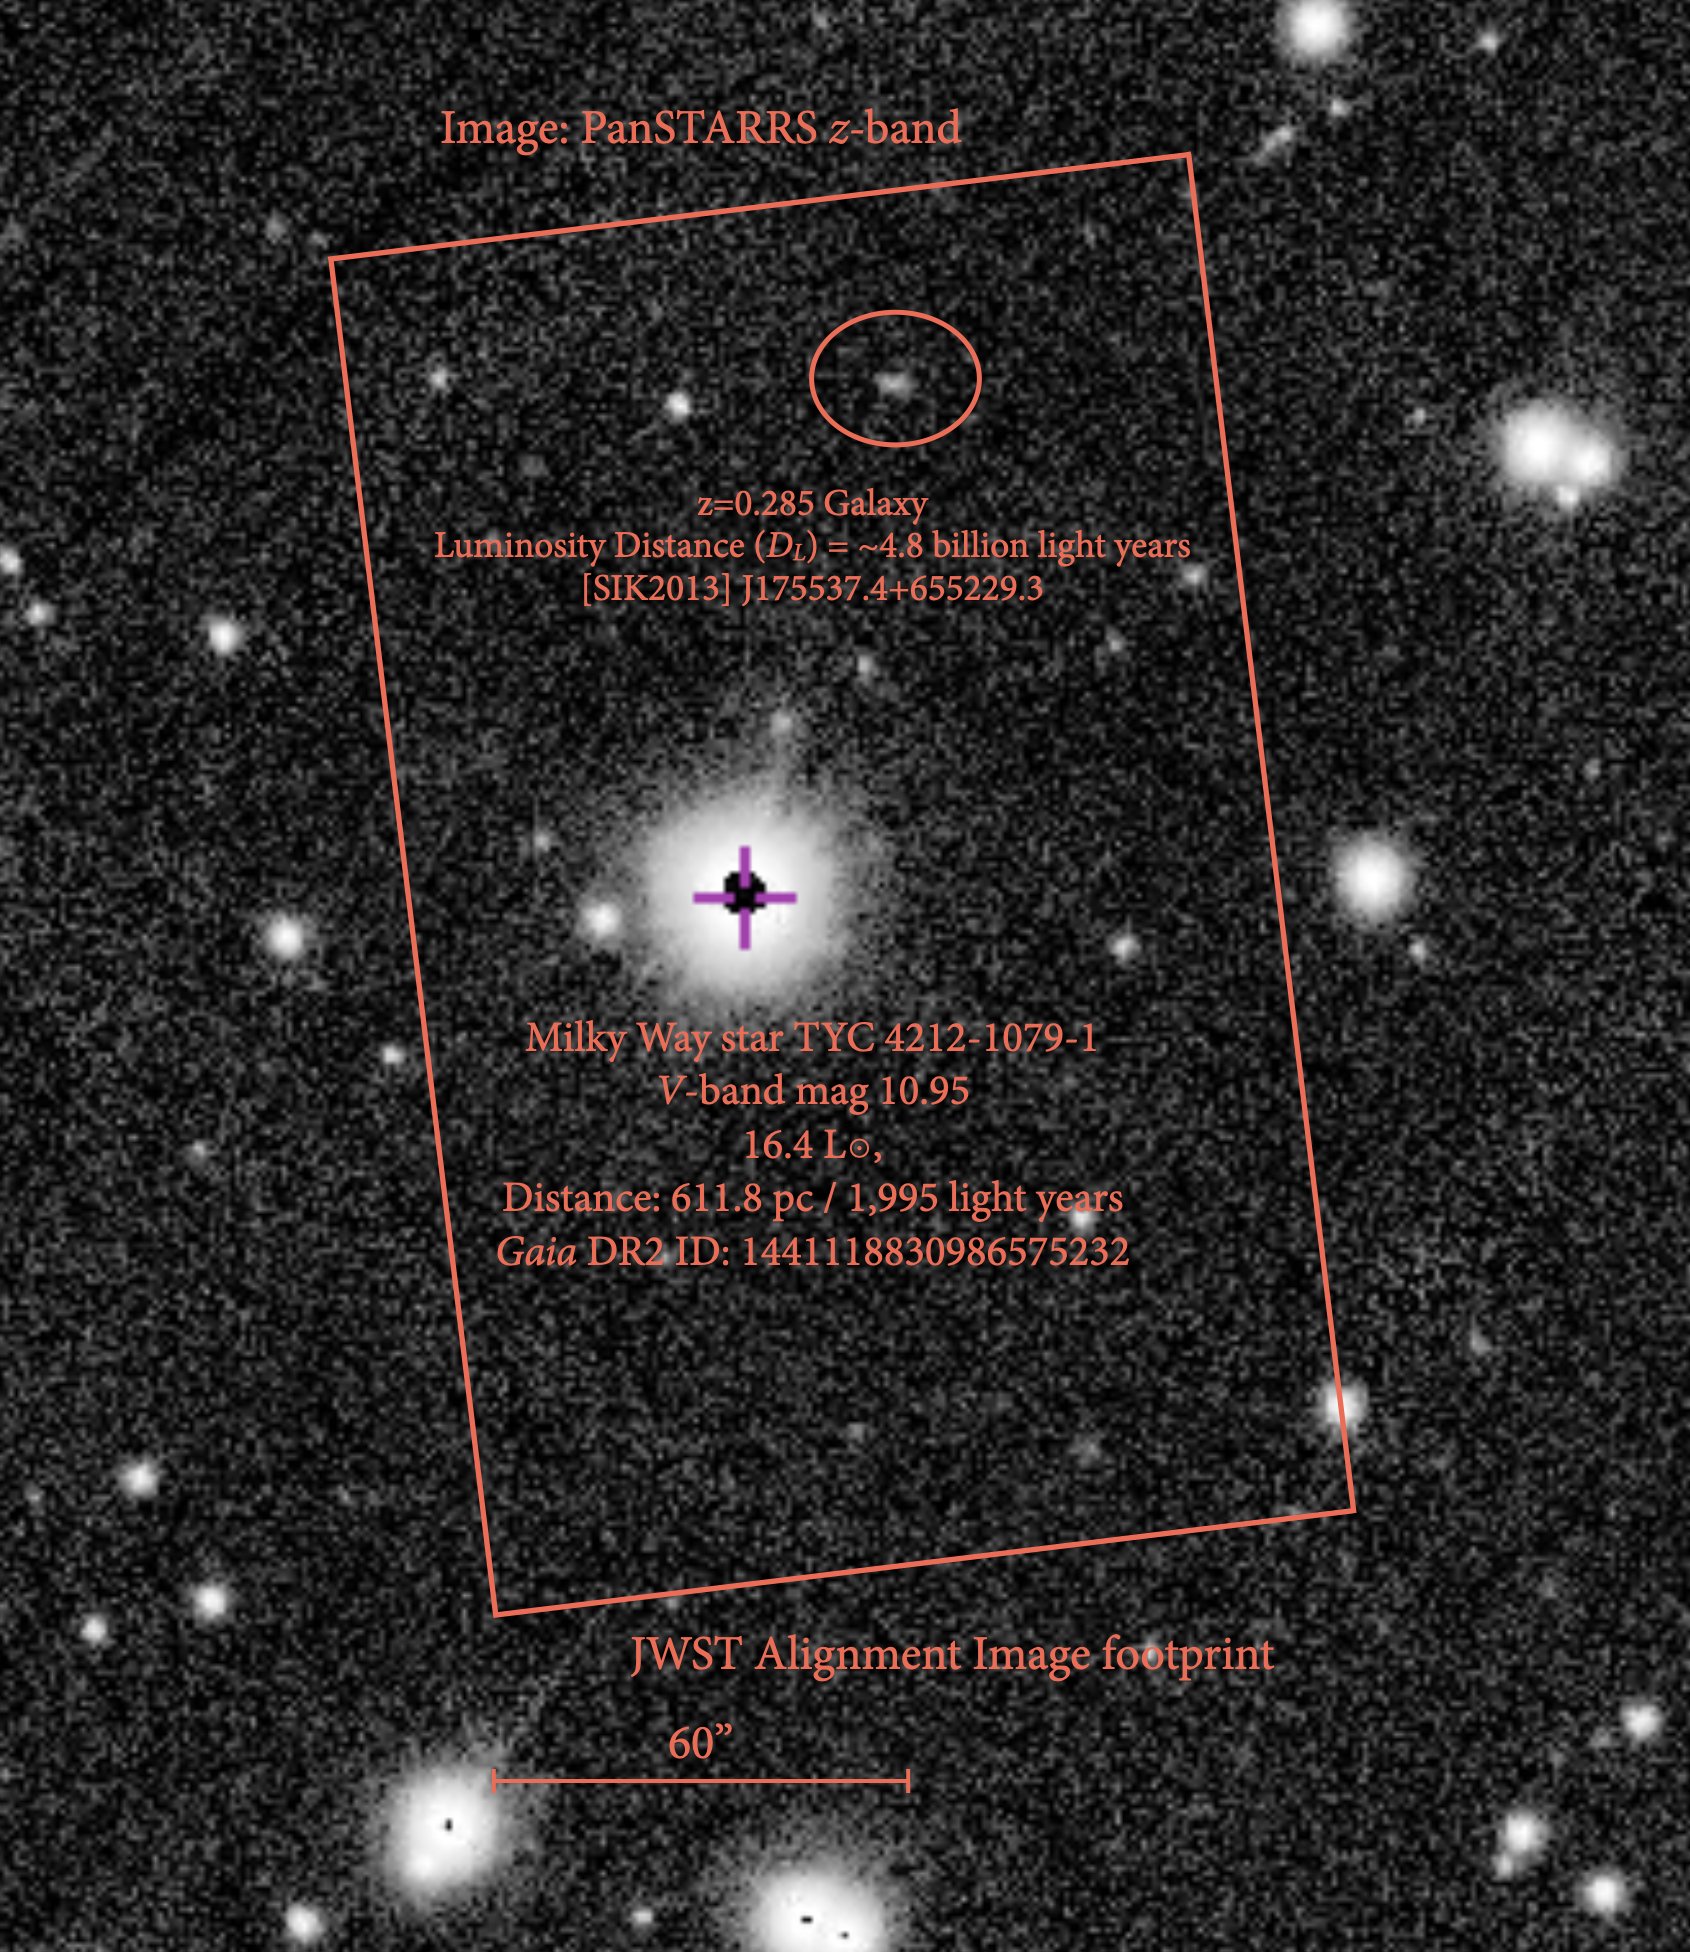 Image: PanSTARRS z-band
z=0.285 Galaxy
Luminosity Distance (D_L) = ~4.8 billion light years
[SIK2013] J175537.4+655229.3
Milky Way star TYC 4212-1079-1
V-band mag 10.95
16.4 L☉,
Distance: 611.8 pc / 1,995 light years
Gaia DR2 ID: 1441118830986575232
JWST Alignment Image footprint
60”